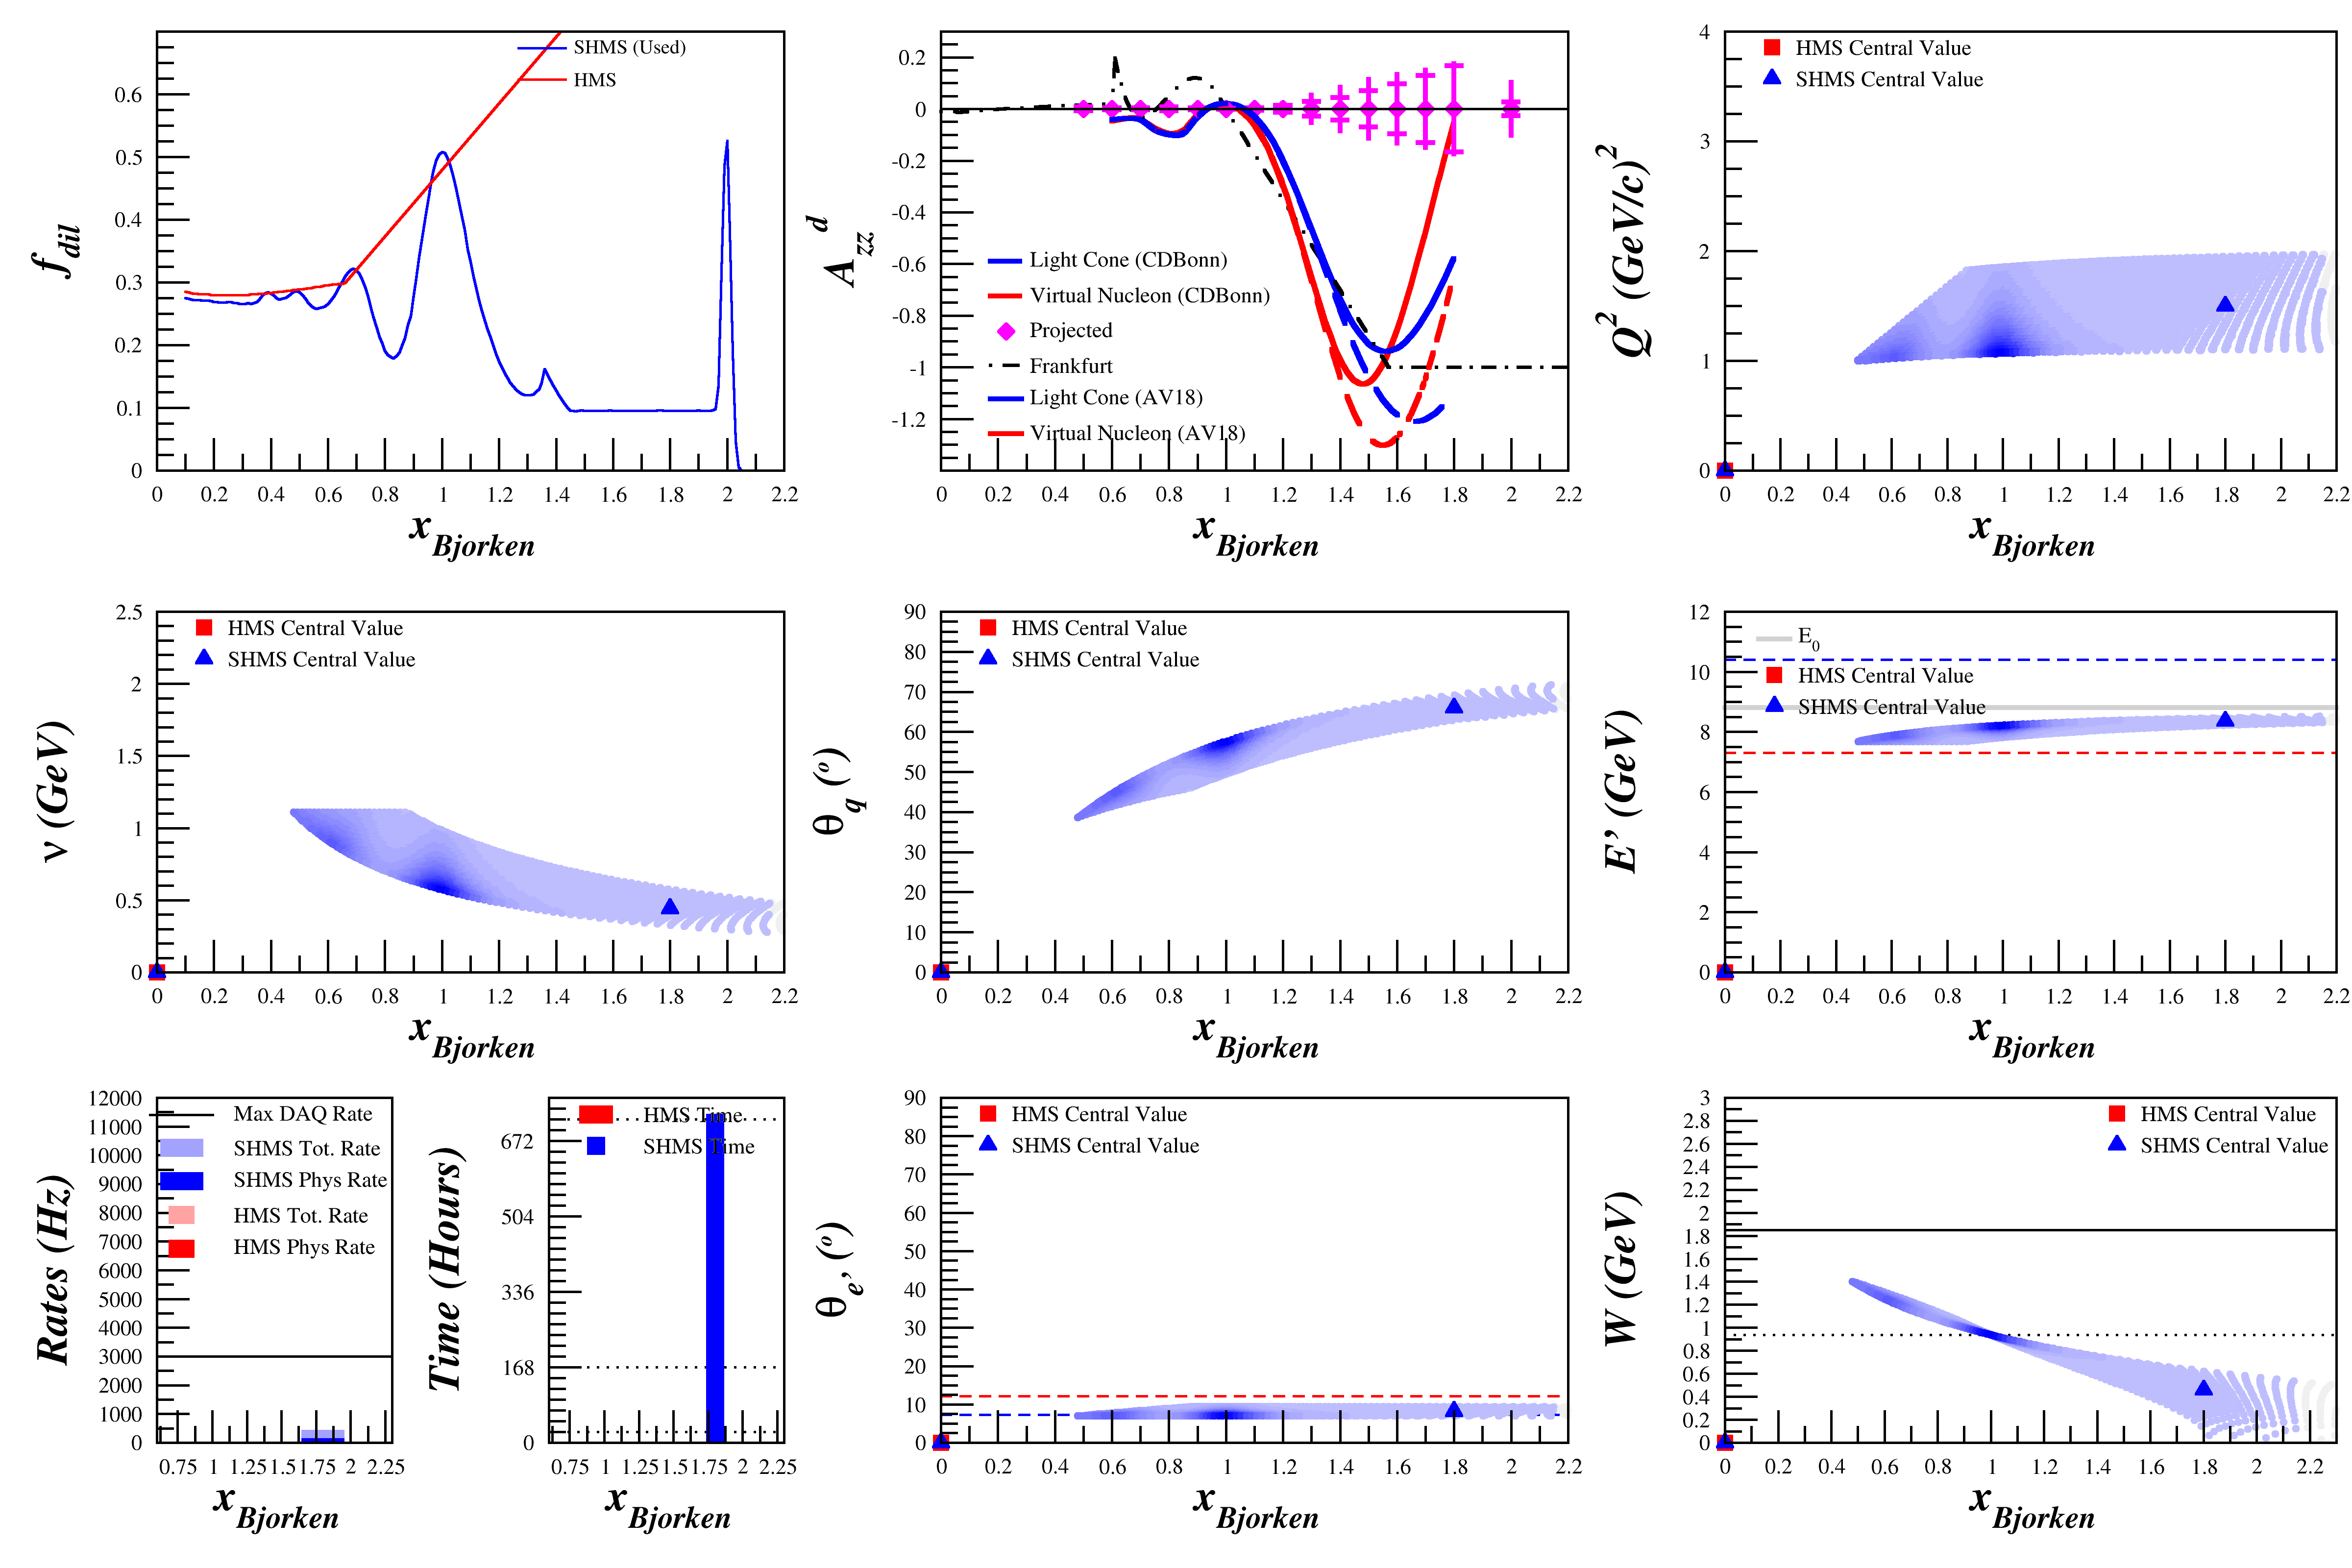 SHMS (Used)
HMS
0.6
0.5
0.4
0.3
0.2
0.1
0
f dil
0 0.2 0.4 0.6 0.8 1 1.2 1.4 1.6 1.8 2 2.2
x Bjorken
0.2
0
-0.2
-0.4
-0.6
-0.8
-1
-1.2
A zz d
Light Cone (CDBonn)
Virtual Nucleon (CDBonn)
Projected
Frankfurt
Light Cone (AV18)
Virtual Nucleon (AV18)
0 0.2 0.4 0.6 0.8 1 1.2 1.4 1.6 1.8 2 2.2
x Bjorken
HMS Central Value
SHMS Central Value
4
3
2
1
0
Q² (GeV/c)²
0 0.2 0.4 0.6 0.8 1 1.2 1.4 1.6 1.8 2 2.2
x Bjorken
HMS Central Value
SHMS Central Value
2.5
2
1.5
1
0.5
0
ν (GeV)
0 0.2 0.4 0.6 0.8 1 1.2 1.4 1.6 1.8 2 2.2
x Bjorken
HMS Central Value
SHMS Central Value
90
80
70
60
50
40
30
20
10
0
θq (º)
0 0.2 0.4 0.6 0.8 1 1.2 1.4 1.6 1.8 2 2.2
x Bjorken
E0
HMS Central Value
SHMS Central Value
12
10
8
6
4
2
0
E’ (GeV)
0 0.2 0.4 0.6 0.8 1 1.2 1.4 1.6 1.8 2 2.2
x Bjorken
Max DAQ Rate
SHMS Tot. Rate
SHMS Phys Rate
HMS Tot. Rate
HMS Phys Rate
12000
11000
10000
9000
8000
7000
6000
5000
4000
3000
2000
1000
0
Rates (Hz)
0.75 1 1.25 1.5 1.75 2 2.25
x Bjorken
HMS Time
SHMS Time
672
504
336
168
0
Time (Hours)
0.75 1 1.25 1.5 1.75 2 2.25
x Bjorken
HMS Central Value
SHMS Central Value
90
80
70
60
50
40
30
20
10
0
θe’ (º)
0 0.2 0.4 0.6 0.8 1 1.2 1.4 1.6 1.8 2 2.2
x Bjorken
HMS Central Value
SHMS Central Value
3
2.8
2.6
2.4
2.2
2
1.8
1.6
1.4
1.2
1
0.8
0.6
0.4
0.2
0
W (GeV)
0 0.2 0.4 0.6 0.8 1 1.2 1.4 1.6 1.8 2 2.2
x Bjorken